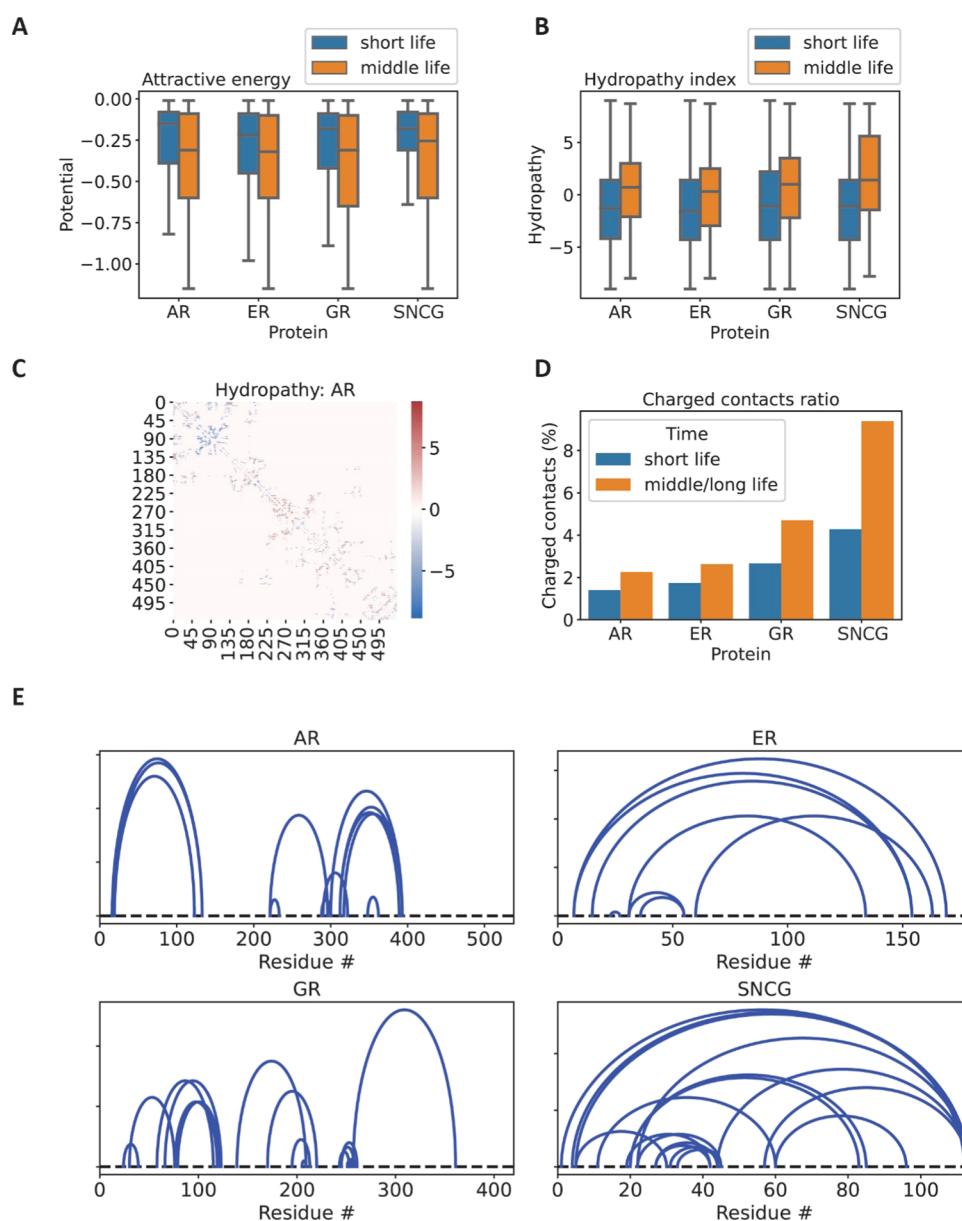 A
short life
middle life
Attractive energy
0.00
−0.25
−0.50
−0.75
−1.00
Potential
AR ER GR SNCG
Protein
B
short life
middle life
Hydropathy index
5
0
−5
Hydropathy
AR ER GR SNCG
Protein
C
Hydropathy: AR
0
45
90
135
180
225
270
315
360
405
450
495
0 45 90 135 180 225 270 315 360 405 450 495
5
0
−5
D
Charged contacts ratio
8
6
4
2
0
Charged contacts (%)
Time
short life
middle/long life
AR ER GR SNCG
Protein
E
AR
0 100 200 300 400 500
Residue #
ER
0 50 100 150
Residue #
GR
0 100 200 300 400
Residue #
SNCG
0 20 40 60 80 100
Residue #